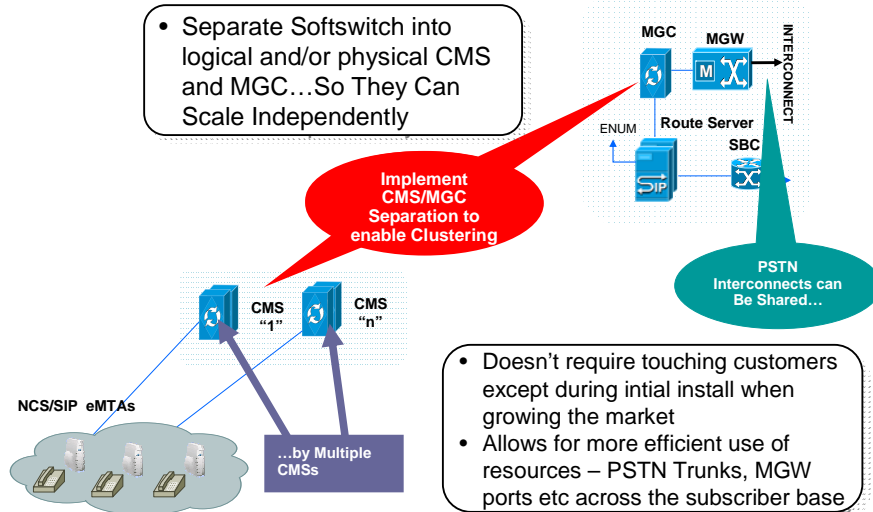 • Separate Softswitch into
logical and/or physical CMS
and MGC…So They Can
Scale Independently
MGC
MGW
INTERCONNECT
M
ENUM
Route Server
SBC
SIP
Implement
CMS/MGC
Separation to
enable Clustering
PSTN
Interconnects can
Be Shared…
CMS
“1”
CMS
“n”
NCS/SIP eMTAs
…by Multiple
CMSs
• Doesn’t require touching customers
except during intial install when
growing the market
• Allows for more efficient use of
resources – PSTN Trunks, MGW
ports etc across the subscriber base